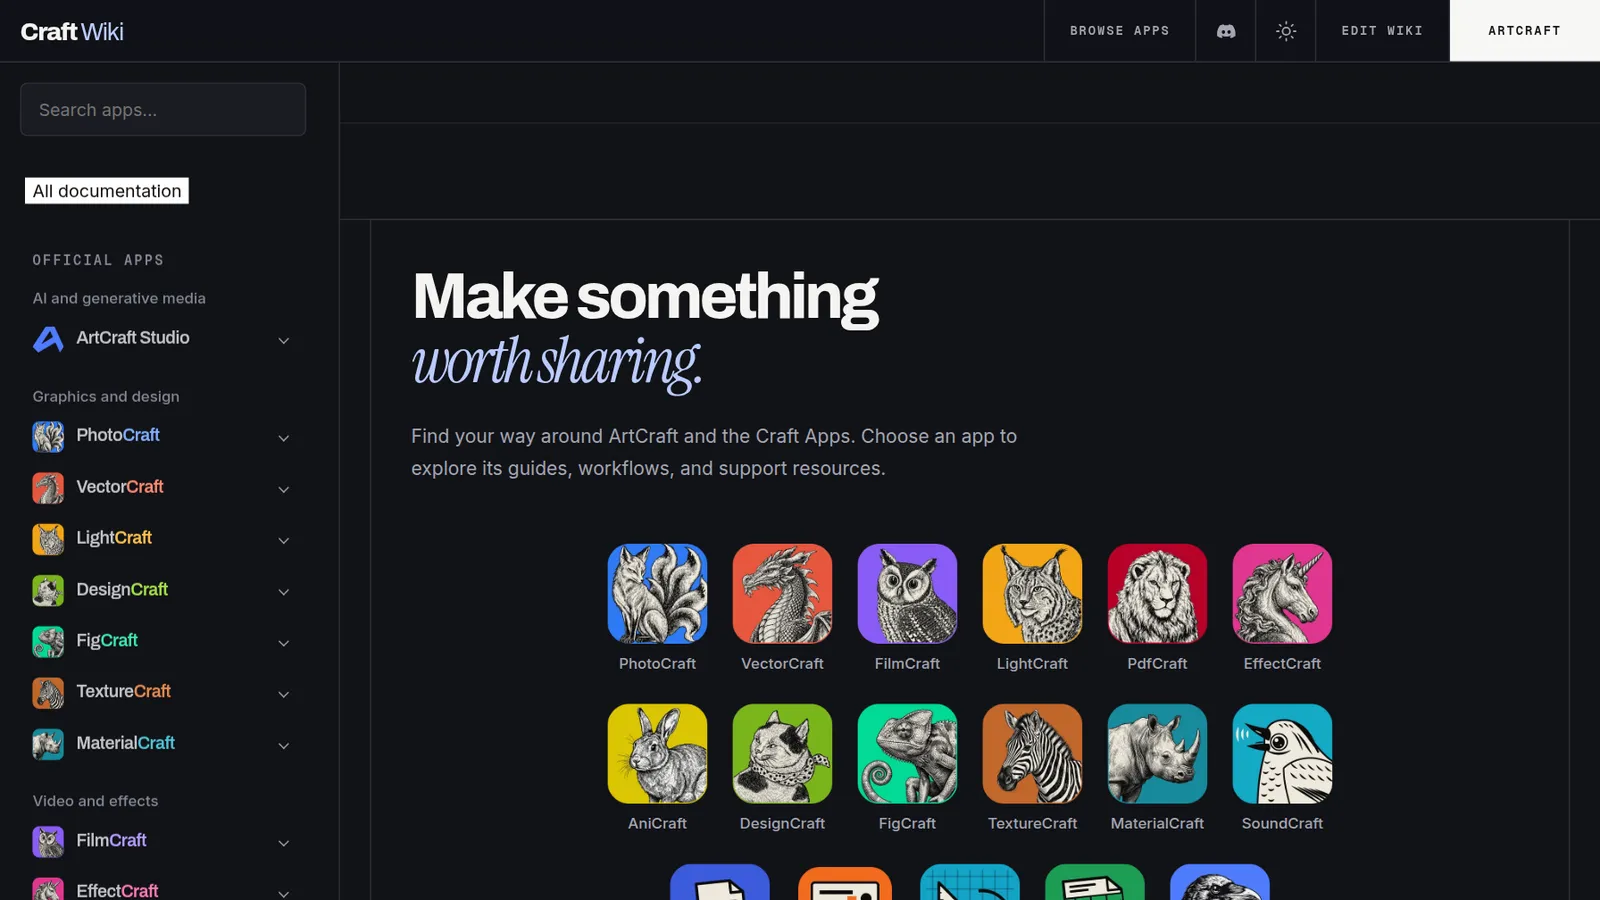 Craft Wiki
BROWSE APPS
EDIT WIKI
ARTCRAFT
Search apps...
All documentation
OFFICIAL APPS
AI and generative media
ArtCraft Studio
Graphics and design
PhotoCraft
VectorCraft
LightCraft
DesignCraft
FigCraft
TextureCraft
MaterialCraft
Video and effects
FilmCraft
EffectCraft
Make something
worth sharing.
Find your way around ArtCraft and the Craft Apps. Choose an app to
explore its guides, workflows, and support resources.
PhotoCraft
VectorCraft
FilmCraft
LightCraft
PdfCraft
EffectCraft
AniCraft
DesignCraft
FigCraft
TextureCraft
MaterialCraft
SoundCraft